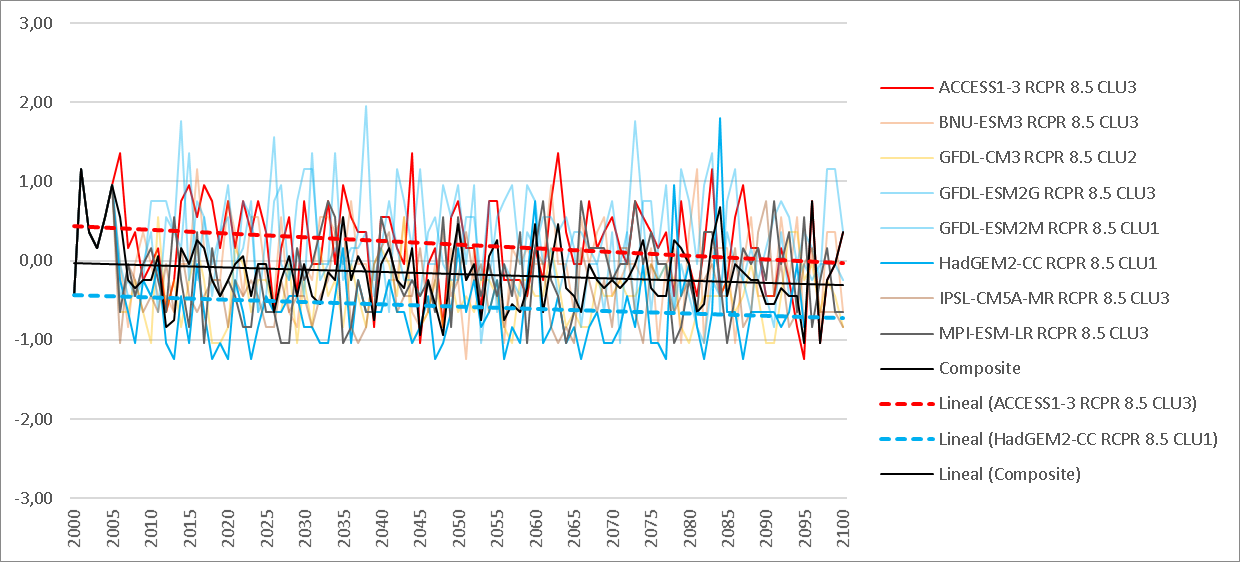 3,00
2,00
1,00
0,00
-1,00
-2,00
-3,00
2000 2005 2010 2015 2020 2025 2030 2035 2040 2045 2050 2055 2060 2065 2070 2075 2080 2085 2090 2095 2100
ACCESS1-3 RCPR 8.5 CLU3
BNU-ESM3 RCPR 8.5 CLU3
GFDL-CM3 RCPR 8.5 CLU2
GFDL-ESM2G RCPR 8.5 CLU3
GFDL-ESM2M RCPR 8.5 CLU1
HadGEM2-CC RCPR 8.5 CLU1
IPSL-CM5A-MR RCPR 8.5 CLU3
MPI-ESM-LR RCPR 8.5 CLU3
Composite
Lineal (ACCESS1-3 RCPR 8.5 CLU3)
Lineal (HadGEM2-CC RCPR 8.5 CLU1)
Lineal (Composite)